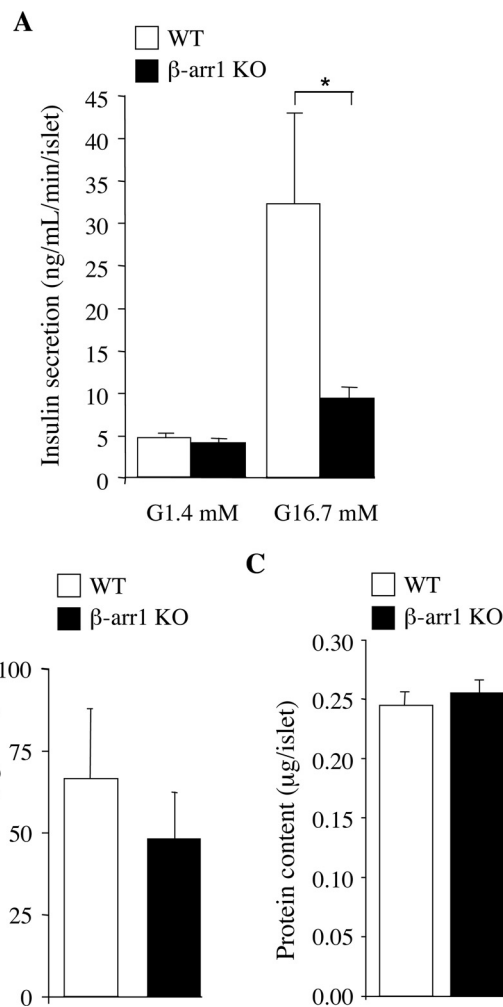 A
WT
β-arr1 KO
*
Insulin secretion (ng/mL/min/islet)
45
40
35
30
25
20
15
10
5
0
G1.4 mM
G16.7 mM
WT
β-arr1 KO
100
75
50
25
0
C
WT
β-arr1 KO
Protein content (µg/islet)
0.30
0.25
0.20
0.15
0.10
0.05
0.00